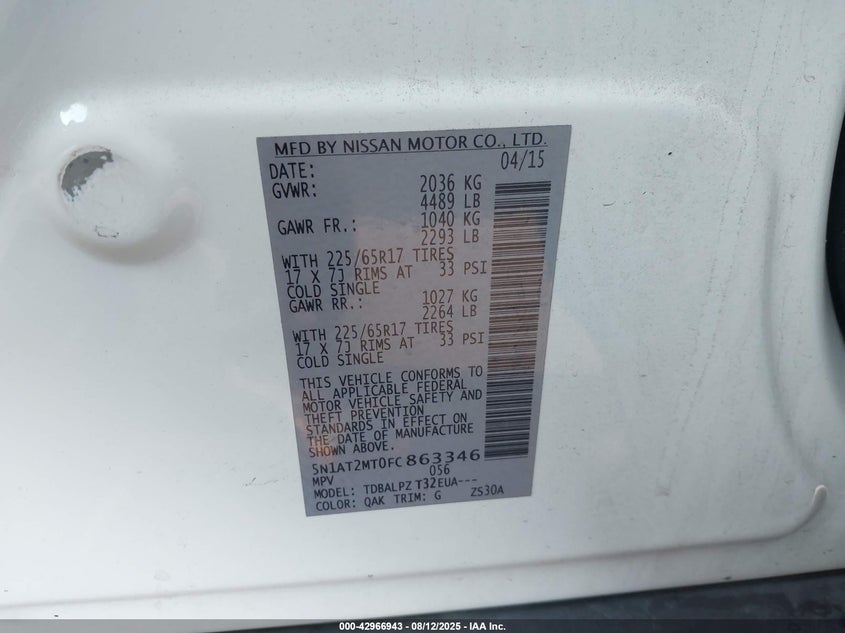 MFD BY NISSAN MOTOR CO., LTD.
DATE: 04/15
GVWR: 2036 KG
4489 LB
GAWR FR.: 1040 KG
2293 LB
WITH 225/65R17 TIRES
17 X 7J RIMS AT 33 PSI
COLD SINGLE
GAWR RR.: 1027 KG
2264 LB
WITH 225/65R17 TIRES
17 X 7J RIMS AT 33 PSI
COLD SINGLE
THIS VEHICLE CONFORMS TO
ALL APPLICABLE FEDERAL
MOTOR VEHICLE SAFETY AND
THEFT PREVENTION
STANDARDS IN EFFECT ON
THE DATE OF MANUFACTURE
SHOWN ABOVE.
5N1AT2MT0FC863346
MPV 056
MODEL: TDBALPZ T32EUA---
COLOR: QAK TRIM: G ZS30A
000-42966943 - 08/12/2025 - IAA Inc.